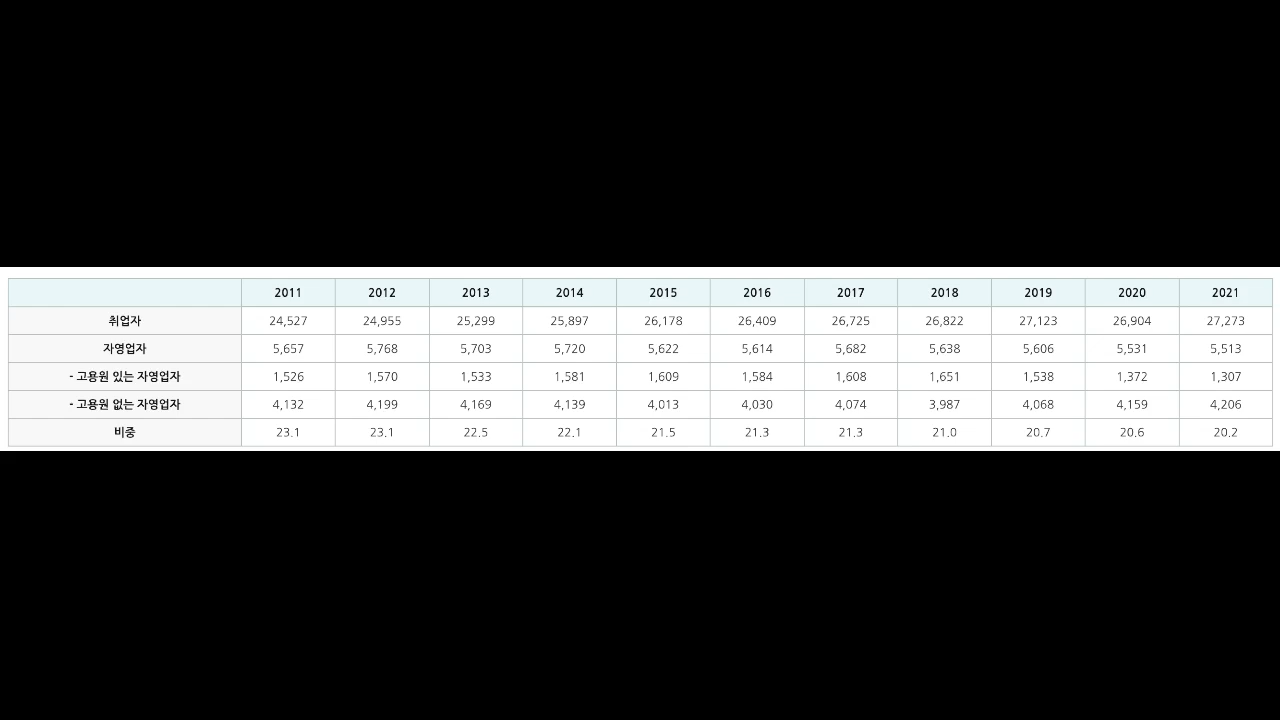 2011 2012 2013 2014 2015 2016 2017 2018 2019 2020 2021
취업자 24,527 24,955 25,299 25,897 26,178 26,409 26,725 26,822 27,123 26,904 27,273
자영업자 5,657 5,768 5,703 5,720 5,622 5,614 5,682 5,638 5,606 5,531 5,513
- 고용원 있는 자영업자 1,526 1,570 1,533 1,581 1,609 1,584 1,608 1,651 1,538 1,372 1,307
- 고용원 없는 자영업자 4,132 4,199 4,169 4,139 4,013 4,030 4,074 3,987 4,068 4,159 4,206
비중 23.1 23.1 22.5 22.1 21.5 21.3 21.3 21.0 20.7 20.6 20.2